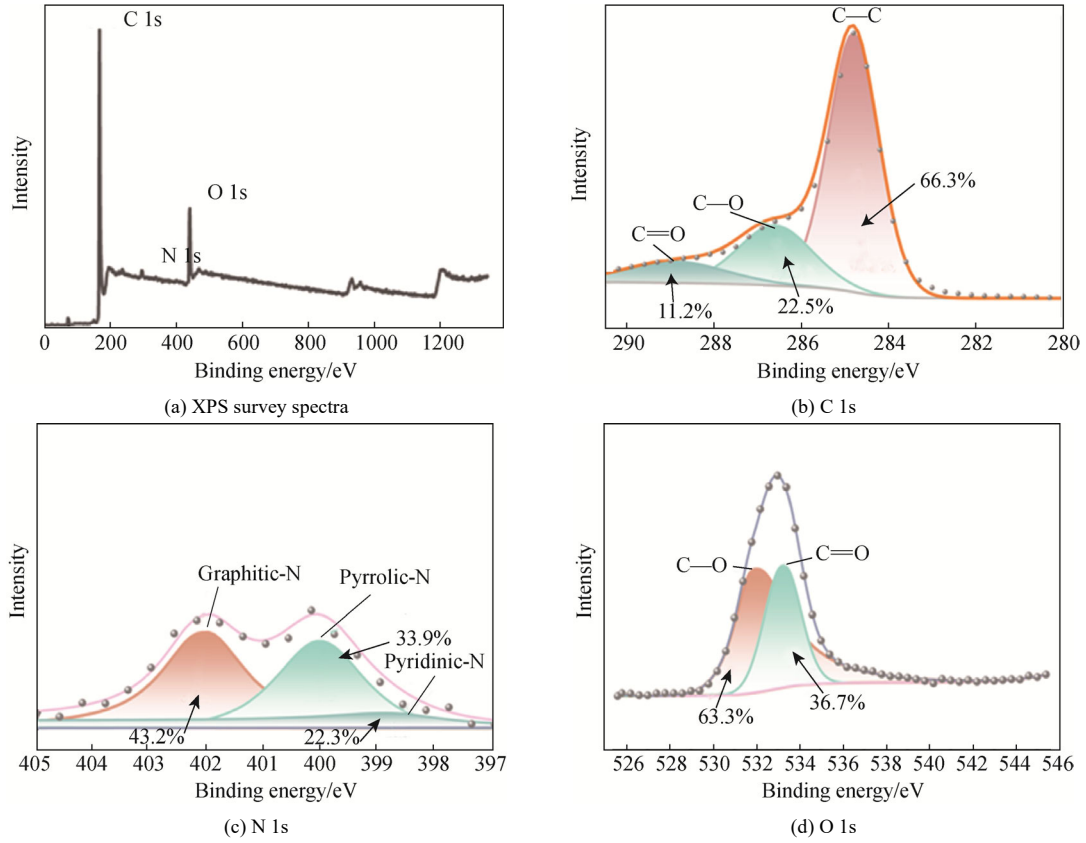 C 1s
O 1s
N 1s
Intensity
0 200 400 600 800 1000 1200
Binding energy/eV
(a) XPS survey spectra
C—C
66.3%
C—O
C=O
11.2%
22.5%
Intensity
290 288 286 284 282 280
Binding energy/eV
(b) C 1s
Graphitic-N
Pyrrolic-N
33.9%
Pyridinic-N
43.2%
22.3%
Intensity
405 404 403 402 401 400 399 398 397
Binding energy/eV
(c) N 1s
C—O
C=O
63.3%
36.7%
Intensity
526 528 530 532 534 536 538 540 542 544 546
Binding energy/eV
(d) O 1s